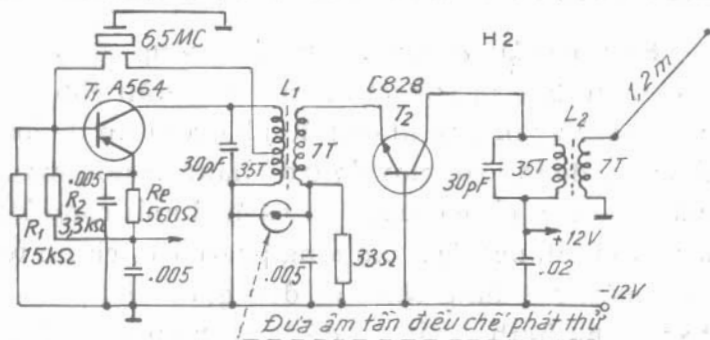 6,5MC
H2
T₁ A564
L₁
C828
T₂
1,2m
L₂
30pF
35T
7T
30pF
35T
7T
.005
R₁
15kΩ
R₂
3,3kΩ
Re
560Ω
.005
.005
33Ω
+12V
.02
-12V
Đưa âm tần điều chế phát thử